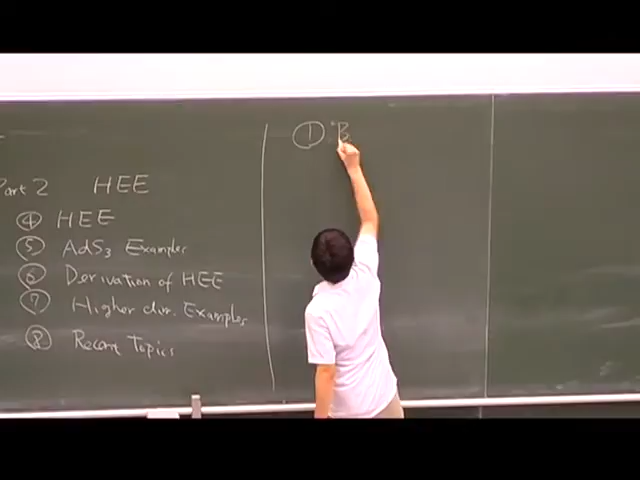 Part 2 HEE
④ HEE
⑤ AdS₃ Examples
⑥ Derivation of HEE
⑦ Higher dim. Examples
⑧ Recent Topics
① B